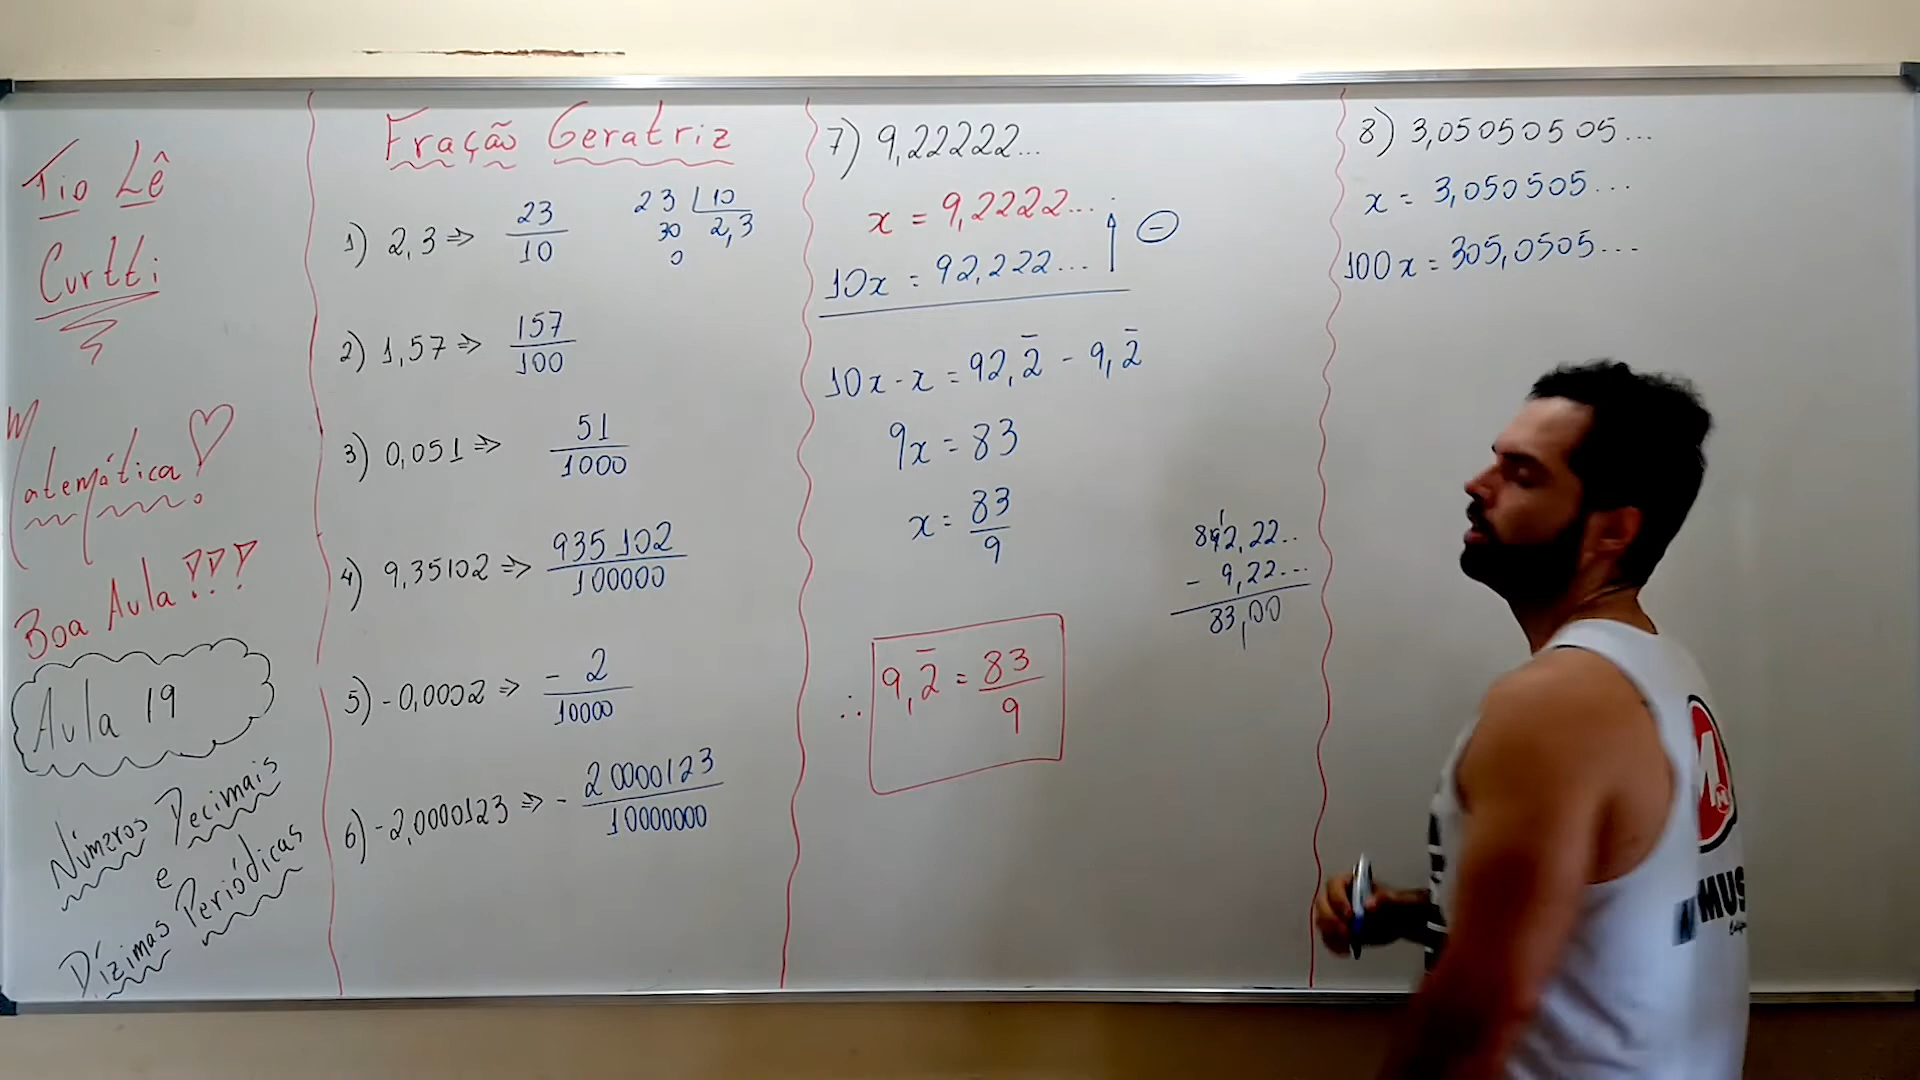 Tio Lê
Curtti
Matemática
Boa Aula!!!
Aula 19
Números Decimais
e
Dízimas Periódicas
Fração Geratriz
1) 2,3 ⇒ 23/10
23 | 10
30 2,3
0
2) 1,57 ⇒ 157/100
3) 0,051 ⇒ 51/1000
4) 9,35102 ⇒ 935102/100000
5) -0,0002 ⇒ - 2/10000
6) -2,0000123 ⇒ - 20000123/10000000
7) 9,22222...
x = 9,2222...
10x = 92,222... ↑ ⊖
10x - x = 92,2̄ - 9,2̄
9x = 83
x = 83/9
∴ 9,2̄ = 83/9
892,22..
- 9,22...
83,00
8) 3,05050505...
x = 3,050505...
100x = 305,0505...
M
M
MUS